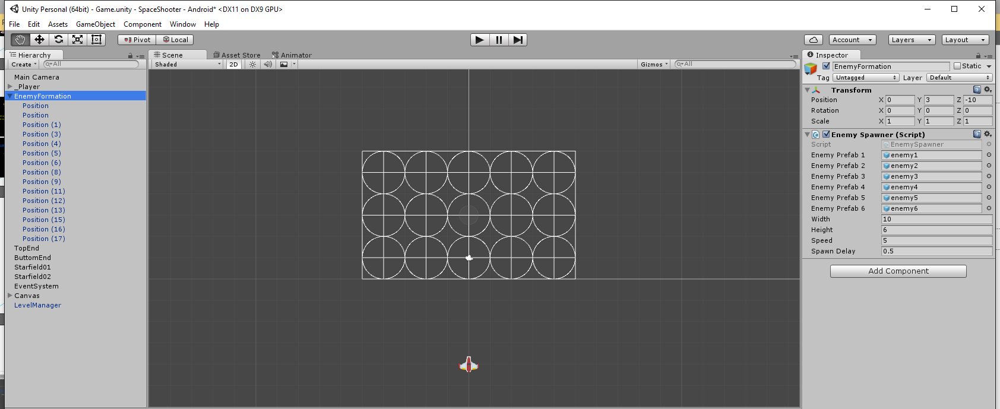 Unity Personal (64bit) - Game.unity - SpaceShooter - Android* <DX11 on DX9 GPU>
File Edit Assets GameObject Component Window Help
Pivot Local Account Layers Layout
Hierarchy
Create All
Main Camera
_Player
EnemyFormation
Position
Position
Position (1)
Position (3)
Position (4)
Position (5)
Position (6)
Position (8)
Position (9)
Position (11)
Position (12)
Position (13)
Position (15)
Position (16)
Position (17)
TopEnd
ButtomEnd
Starfield01
Starfield02
EventSystem
Canvas
LevelManager
Scene Asset Store Animator
Shaded 2D Gizmos All
Inspector
EnemyFormation Static
Tag Untagged Layer Default
Transform
Position X 0 Y 3 Z -10
Rotation X 0 Y 0 Z 0
Scale X 1 Y 1 Z 1
Enemy Spawner (Script)
Script EnemySpawner
Enemy Prefab 1 enemy1
Enemy Prefab 2 enemy2
Enemy Prefab 3 enemy3
Enemy Prefab 4 enemy4
Enemy Prefab 5 enemy5
Enemy Prefab 6 enemy6
Width 10
Height 6
Speed 5
Spawn Delay 0.5
Add Component